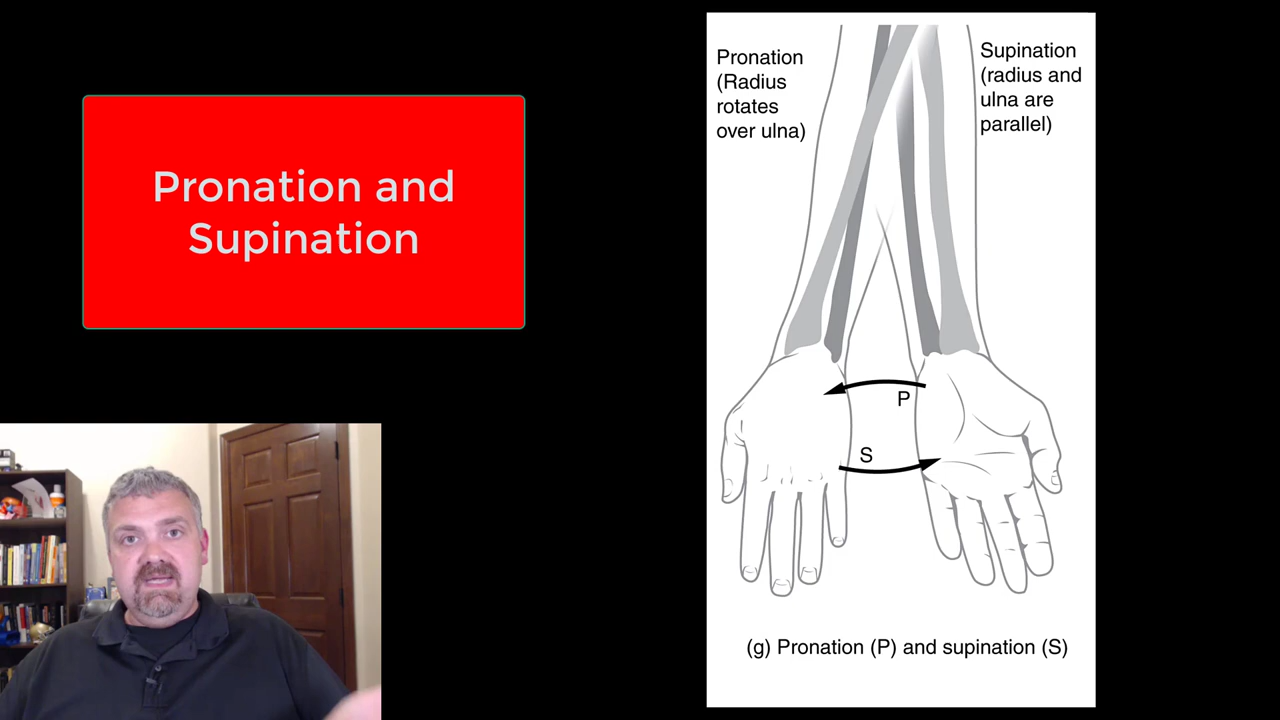 Pronation and
Supination
Pronation
(Radius
rotates
over ulna)
Supination
(radius and
ulna are
parallel)
P
S
(g) Pronation (P) and supination (S)